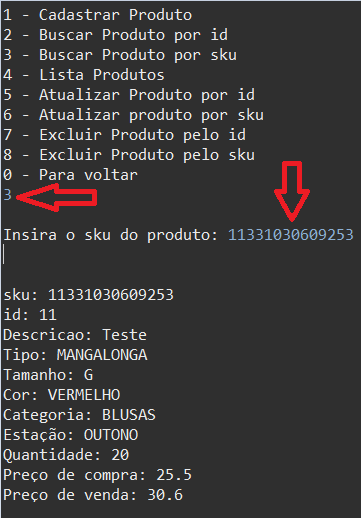 1 - Cadastrar Produto
2 - Buscar Produto por id
3 - Buscar Produto por sku
4 - Lista Produtos
5 - Atualizar Produto por id
6 - Atualizar produto por sku
7 - Excluir Produto pelo id
8 - Excluir Produto pelo sku
0 - Para voltar
3
Insira o sku do produto: 11331030609253
sku: 11331030609253
id: 11
Descricao: Teste
Tipo: MANGALONGA
Tamanho: G
Cor: VERMELHO
Categoria: BLUSAS
Estação: OUTONO
Quantidade: 20
Preço de compra: 25.5
Preço de venda: 30.6